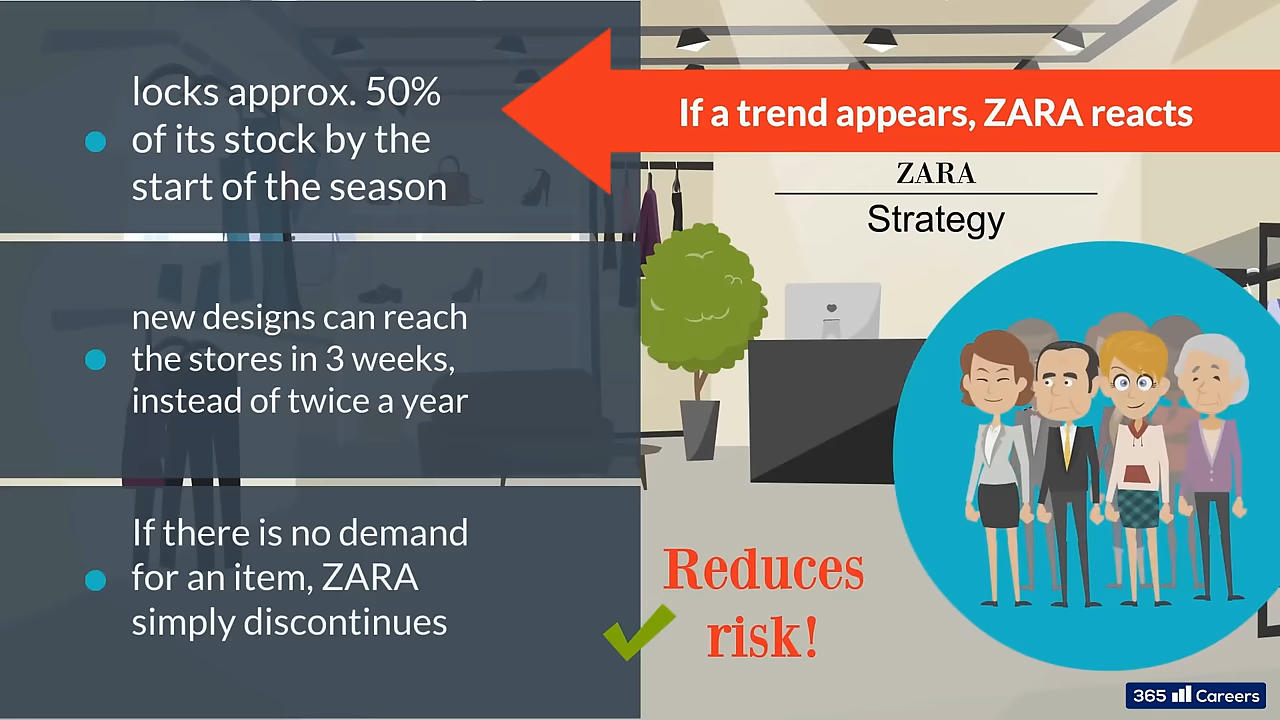 locks approx. 50%
of its stock by the
start of the season
new designs can reach
the stores in 3 weeks,
instead of twice a year
If there is no demand
for an item, ZARA
simply discontinues
If a trend appears, ZARA reacts
ZARA
Strategy
Reduces
risk!
365 Careers